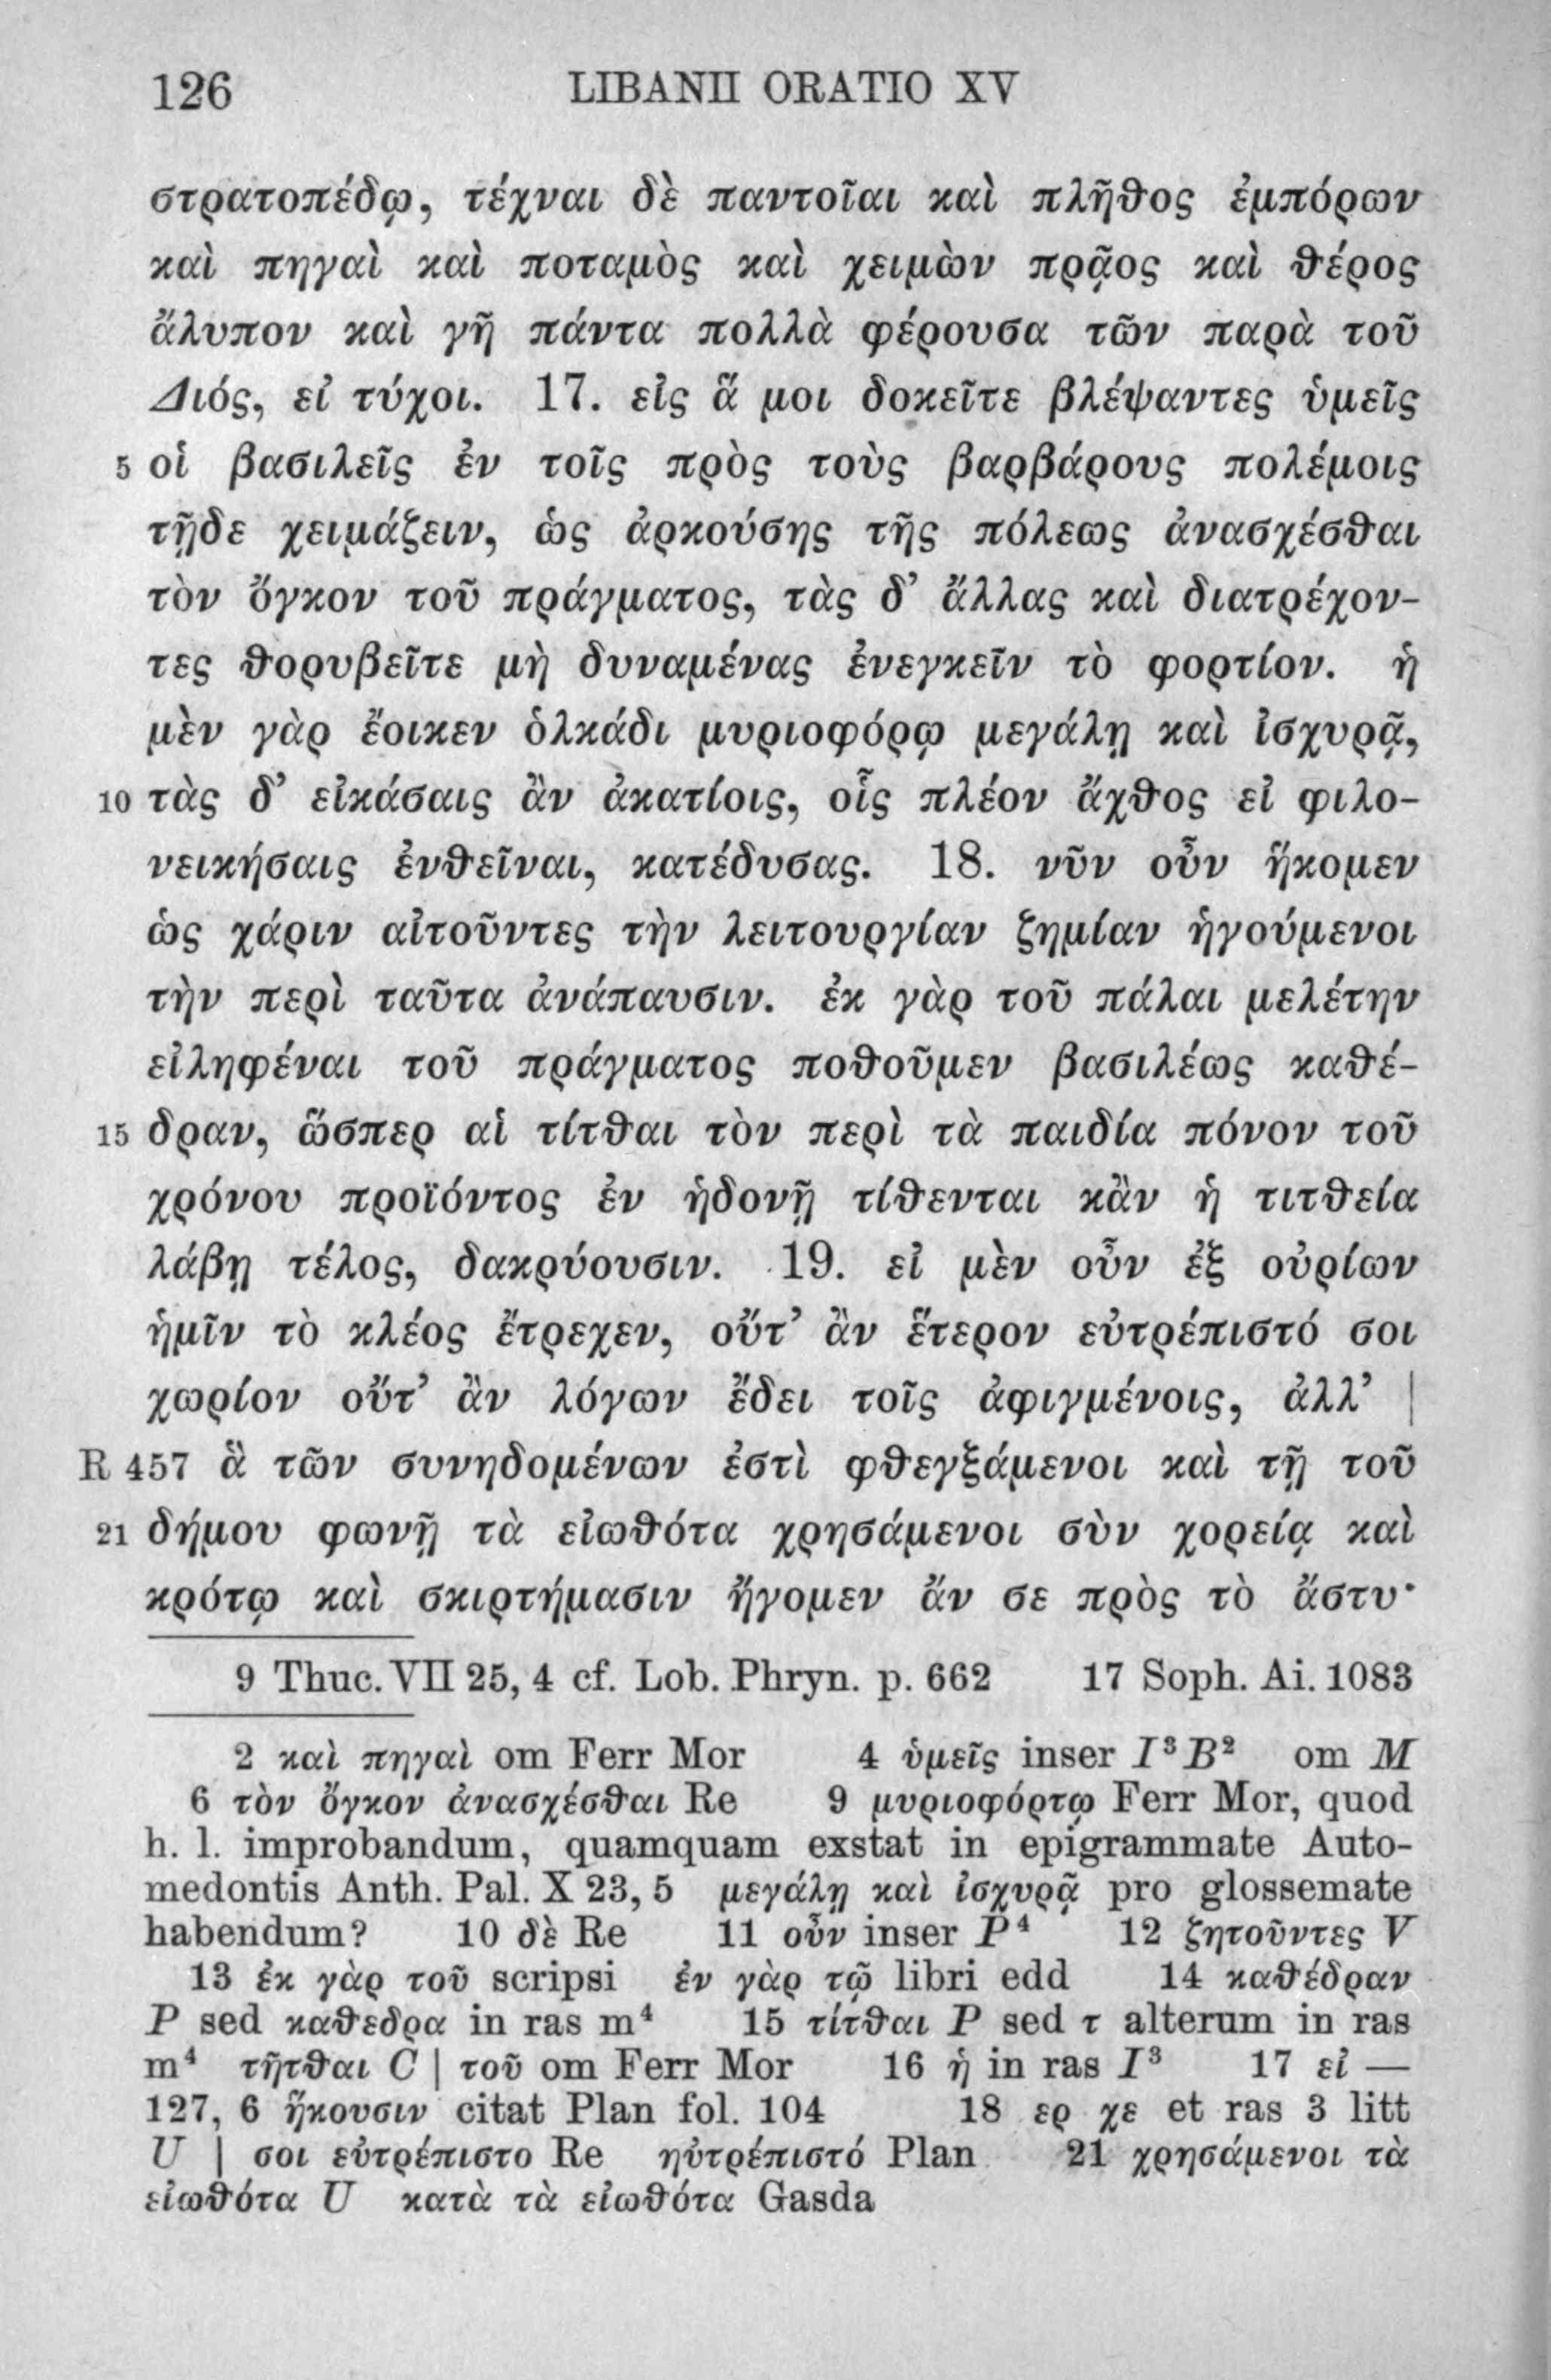 126 LIBANII ORATIO XV
στρατοπέδῳ, τέχναι δὲ παντοῖαι καὶ πλῆθος ἐμπόρων
καὶ πηγαὶ καὶ ποταμὸς καὶ χειμὼν πρᾷος καὶ θέρος
ἄλυπον καὶ γῆ πάντα πολλὰ φέρουσα τῶν παρὰ τοῦ
Διός, εἰ τύχοι. 17. εἰς ἅ μοι δοκεῖτε βλέψαντες ὑμεῖς
5 οἱ βασιλεῖς ἐν τοῖς πρὸς τοὺς βαρβάρους πολέμοις
τῇδε χειμάζειν, ὡς ἀρκούσης τῆς πόλεως ἀνασχέσθαι
τὸν ὄγκον τοῦ πράγματος, τὰς δ’ ἄλλας καὶ διατρέχον-
τες θορυβεῖτε μὴ δυναμένας ἐνεγκεῖν τὸ φορτίον. ἡ
μὲν γὰρ ἔοικεν ὁλκάδι μυριοφόρῳ μεγάλῃ καὶ ἰσχυρᾷ,
10 τὰς δ’ εἰκάσαις ἂν ἀκατίοις, οἷς πλέον ἄχθος εἰ φιλο-
νεικήσαις ἐνθεῖναι, κατέδυσας. 18. νῦν οὖν ἥκομεν
ὡς χάριν αἰτοῦντες τὴν λειτουργίαν ζημίαν ἡγούμενοι
τὴν περὶ ταῦτα ἀνάπαυσιν. ἐκ γὰρ τοῦ πάλαι μελέτην
εἰληφέναι τοῦ πράγματος ποθοῦμεν βασιλέως καθέ-
15 δραν, ὥσπερ αἱ τίτθαι τὸν περὶ τὰ παιδία πόνον τοῦ
χρόνου προϊόντος ἐν ἡδονῇ τίθενται κἂν ἡ τιτθεία
λάβῃ τέλος, δακρύουσιν. 19. εἰ μὲν οὖν ἐξ οὐρίων
ἡμῖν τὸ κλέος ἔτρεχεν, οὔτ’ ἂν ἕτερον εὐτρέπιστό σοι
χωρίον οὔτ’ ἂν λόγων ἔδει τοῖς ἀφιγμένοις, ἀλλ’ |
R 457 ἃ τῶν συνηδομένων ἐστὶ φθεγξάμενοι καὶ τῇ τοῦ
21 δήμου φωνῇ τὰ εἰωθότα χρησάμενοι σὺν χορείᾳ καὶ
κρότῳ καὶ σκιρτήμασιν ἤγομεν ἄν σε πρὸς τὸ ἄστυ·
9 Thuc. VII 25, 4 cf. Lob. Phryn. p. 662 17 Soph. Ai. 1083
2 καὶ πηγαὶ om Ferr Mor 4 ὑμεῖς inser I³ B² om M
6 τὸν ὄγκον ἀνασχέσθαι Re 9 μυριοφόρτῳ Ferr Mor, quod
h. l. improbandum, quamquam exstat in epigrammate Auto-
medontis Anth. Pal. X 23, 5 μεγάλῃ καὶ ἰσχυρᾷ pro glossemate
habendum? 10 δὲ Re 11 οὖν inser P⁴ 12 ζητοῦντες V
13 ἐκ γὰρ τοῦ scripsi ἐν γὰρ τῷ libri edd 14 καθέδραν
P sed καθεδρα in ras m⁴ 15 τίτθαι P sed τ alterum in ras
m⁴ τῆτθαι C | τοῦ om Ferr Mor 16 ἡ in ras I³ 17 εἰ —
127, 6 ἥκουσιν citat Plan fol. 104 18 ερ χε et ras 3 litt
U | σοι εὐτρέπιστο Re ηὐτρέπιστό Plan 21 χρησάμενοι τὰ
εἰωθότα U κατὰ τὰ εἰωθότα Gasda